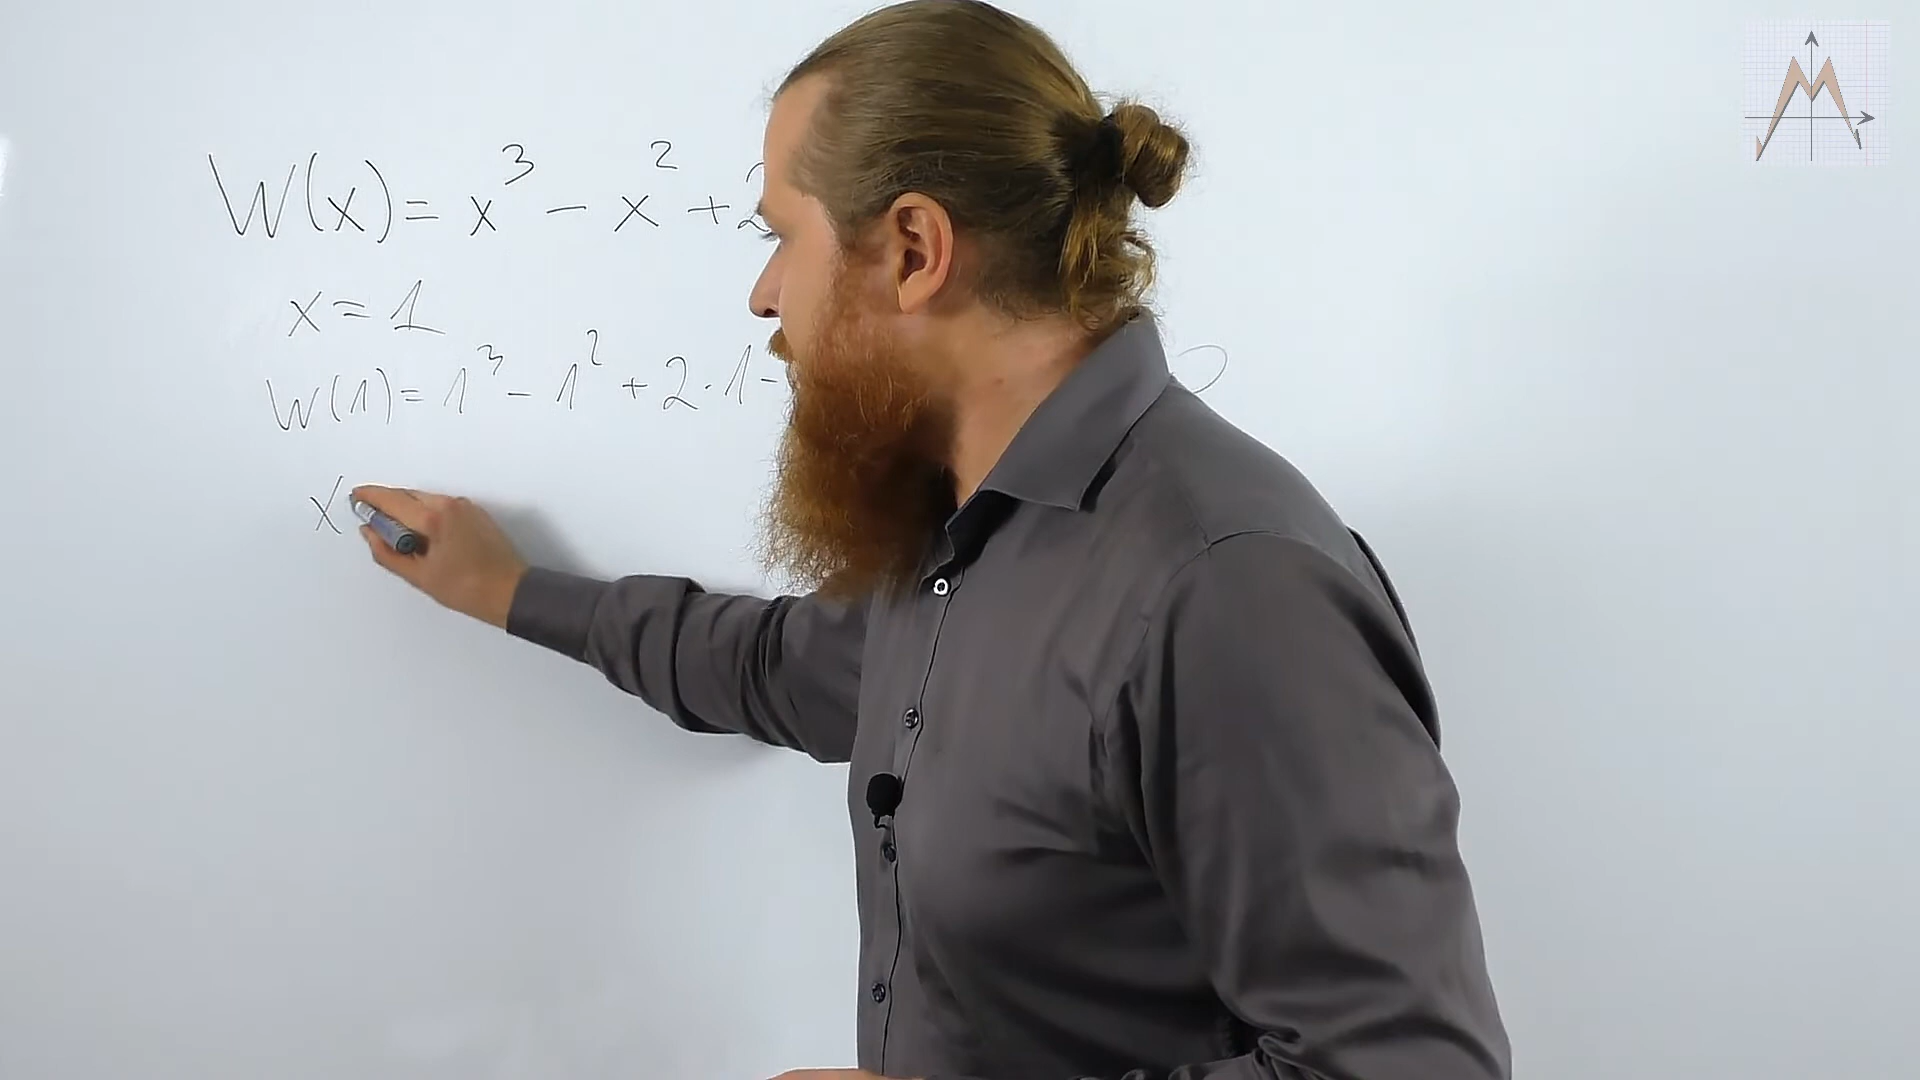 W(x) = x³ - x² + 2
x = 1
W(1) = 1³ - 1² + 2·1 -
x